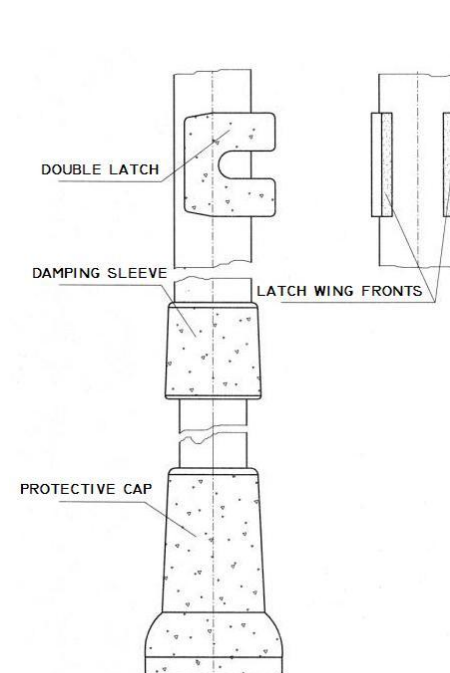 DOUBLE LATCH
DAMPING SLEEVE
LATCH WING FRONTS
PROTECTIVE CAP